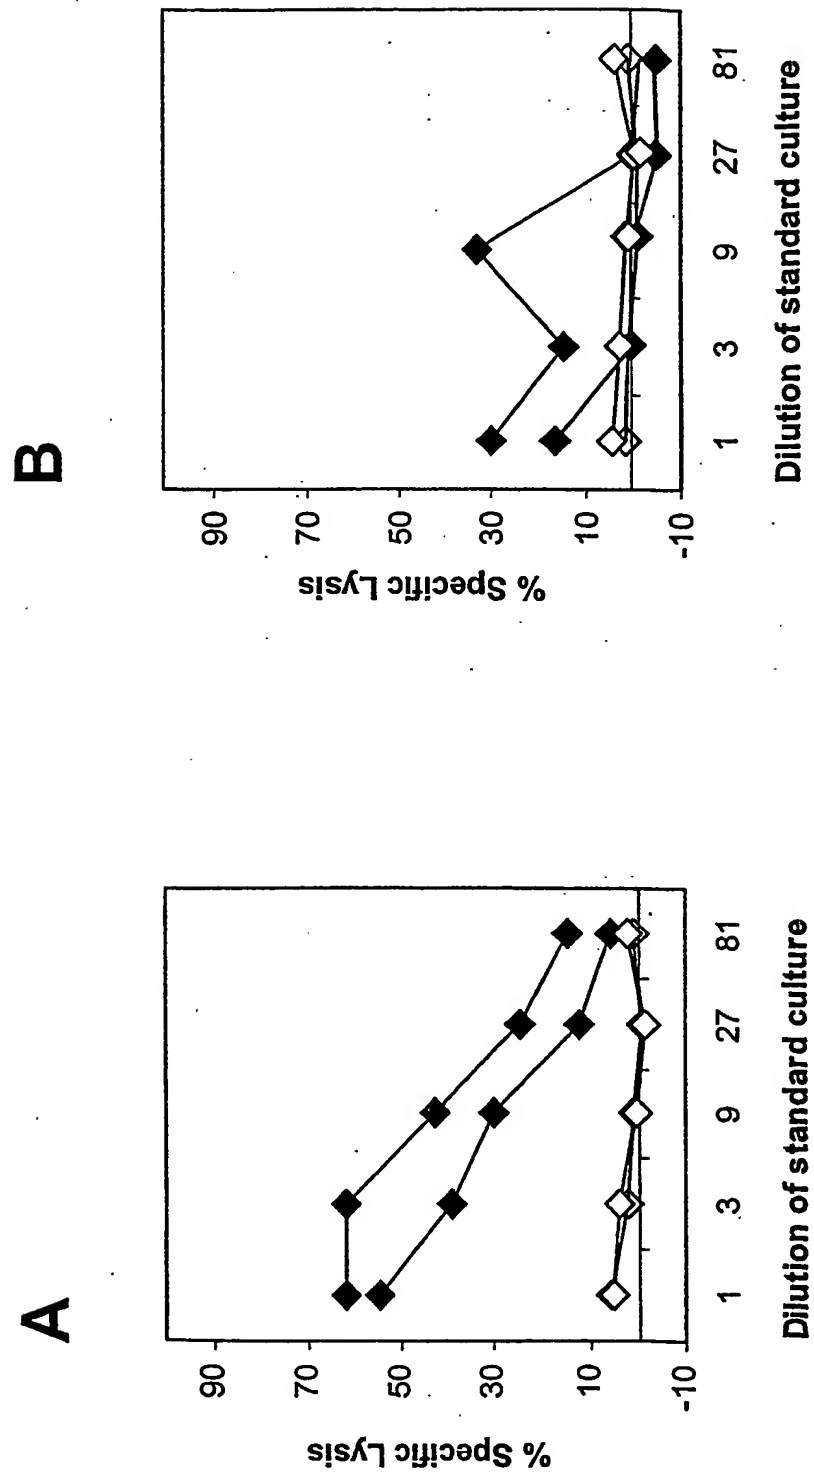 A
90
70
50
30
10
-10
% Specific Lysis
1 3 9 27 81
Dilution of standard culture
B
90
70
50
30
10
-10
% Specific Lysis
1 3 9 27 81
Dilution of standard culture